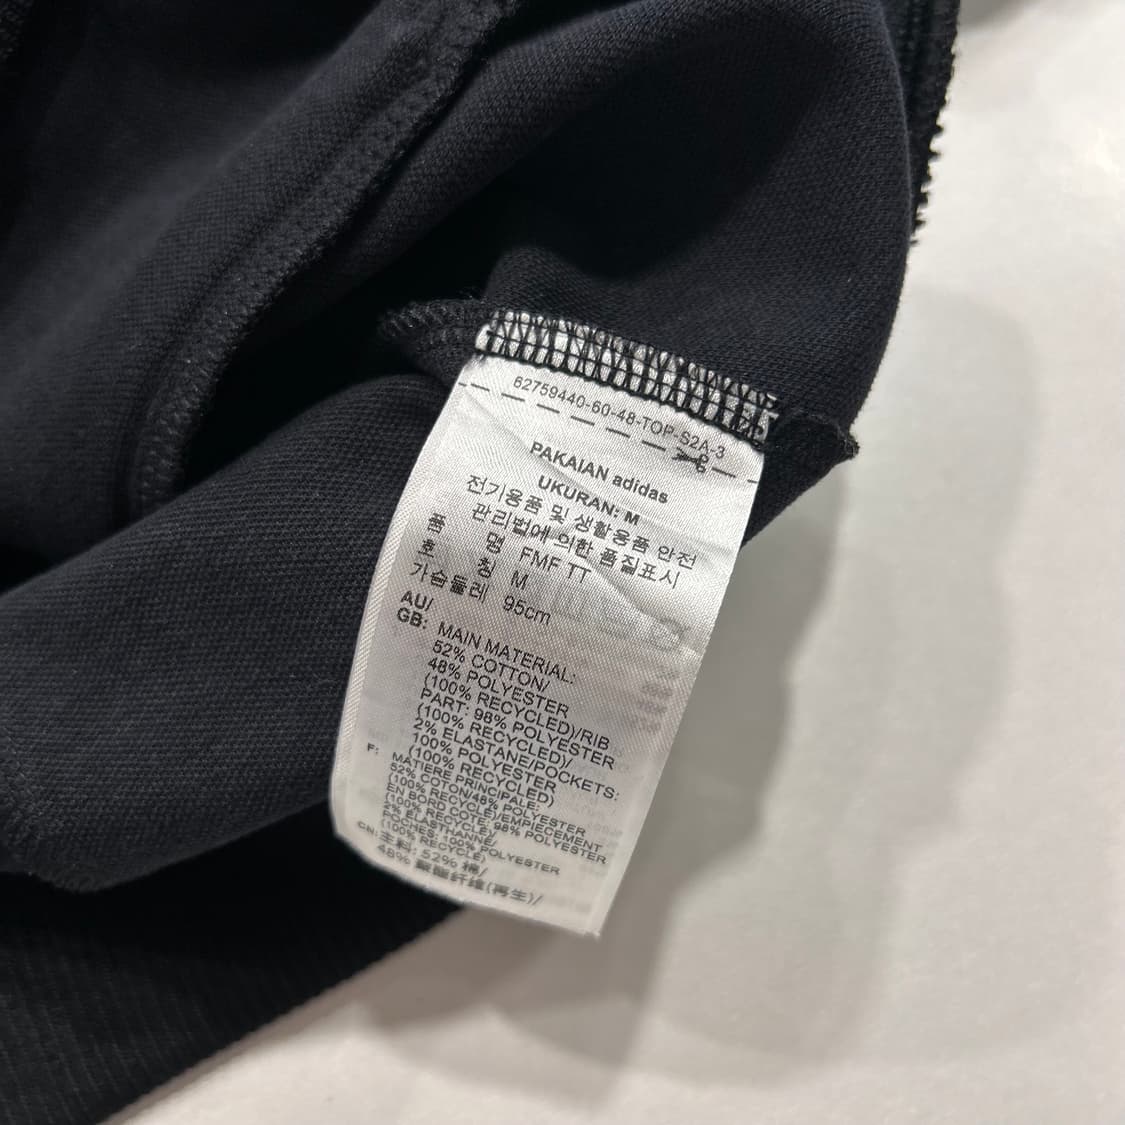 62759440-60-48-TOP-S2A-3
PAKAIAN adidas
UKURAN: M
전기용품 및 생활용품 안전
관리법에 의한 품질표시
품 명 FMF TT
호 칭 M
가슴둘레 95cm
AU/
GB: MAIN MATERIAL:
52% COTTON/
48% POLYESTER
(100% RECYCLED)/RIB
PART: 98% POLYESTER
(100% RECYCLED)/
2% ELASTANE/POCKETS:
100% POLYESTER
(100% RECYCLED)
F: MATIERE PRINCIPALE:
52% COTON/48% POLYESTER
(100% RECYCLE)/EMPIECEMENT
EN BORD COTE: 98% POLYESTER
(100% RECYCLE)/
2% ELASTHANNE/
POCHES: 100% POLYESTER
(100% RECYCLE)
CN: 主料: 52% 棉/
48% 聚酯纤维(再生)/